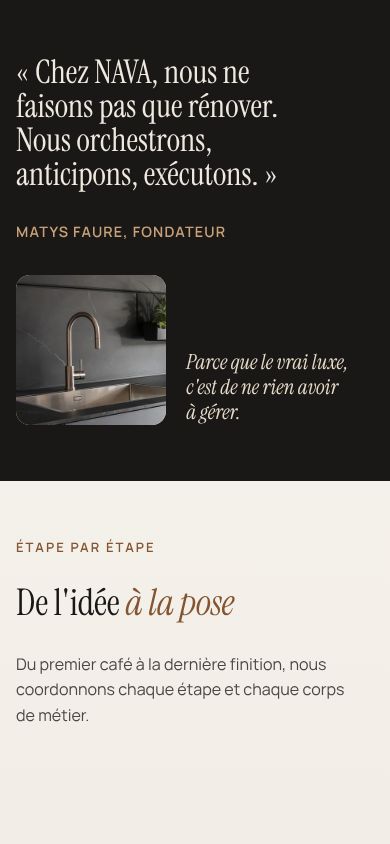 « Chez NAVA, nous ne
faisons pas que rénover.
Nous orchestrons,
anticipons, exécutons. »
MATYS FAURE, FONDATEUR
Parce que le vrai luxe,
c'est de ne rien avoir
à gérer.
ÉTAPE PAR ÉTAPE
De l'idée à la pose
Du premier café à la dernière finition, nous
coordonnons chaque étape et chaque corps
de métier.